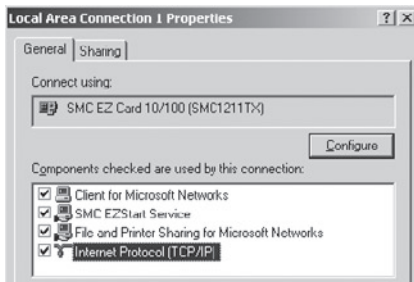 Local Area Connection 1 Properties
General Sharing
Connect using:
SMC EZ Card 10/100 (SMC1211TX)
Configure
Components checked are used by this connection:
Client for Microsoft Networks
SMC EZStart Service
File and Printer Sharing for Microsoft Networks
Internet Protocol (TCP/IP)